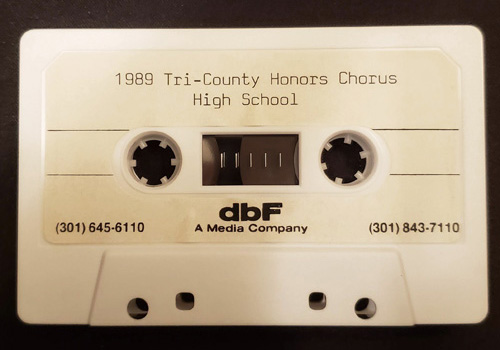 1989 Tri-County Honors Chorus
High School
dbF
A Media Company
(301) 645-6110
(301) 843-7110